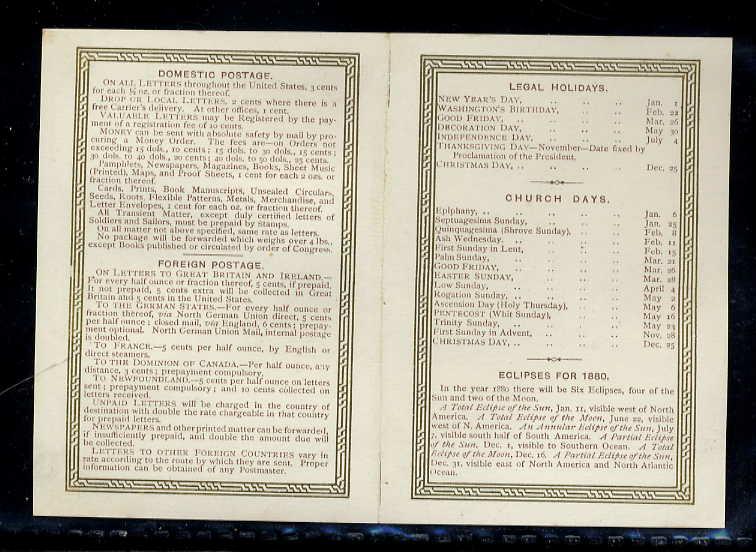 DOMESTIC POSTAGE.
ON ALL LETTERS throughout the United States, 3 cents
for each ½ oz. or fraction thereof.
DROP OR LOCAL LETTERS, 2 cents where there is a
free Carrier's delivery. At other offices, 1 cent.
VALUABLE LETTERS may be Registered by the pay-
ment of a registration fee of 10 cents.
MONEY can be sent with absolute safety by mail by pro-
curing a Money Order. The fees are—on Orders not
exceeding 15 dols., 10 cents; 15 dols. to 30 dols., 15 cents;
30 dols. to 40 dols., 20 cents; 40 dols. to 50 dols., 25 cents.
Pamphlets, Newspapers, Magazines, Books, Sheet Music
(Printed), Maps, and Proof Sheets, 1 cent for each 2 ozs. or
fraction thereof.
Cards, Prints, Book Manuscripts, Unsealed Circulars,
Seeds, Roots, Flexible Patterns, Metals, Merchandise, and
Letter Envelopes, 1 cent for each oz. or fraction thereof.
All Transient Matter, except duly certified letters of
Soldiers and Sailors, must be prepaid by Stamps.
On all matter not above specified, same rate as letters.
No package will be forwarded which weighs over 4 lbs.,
except Books published or circulated by order of Congress.
FOREIGN POSTAGE.
ON LETTERS TO GREAT BRITAIN AND IRELAND.—
For every half ounce or fraction thereof, 5 cents, if prepaid.
If not prepaid, 5 cents extra will be collected in Great
Britain and 5 cents in the United States.
TO THE GERMAN STATES.—For every half ounce or
fraction thereof, via North German Union direct, 5 cents
per half ounce; closed mail, via England, 6 cents; prepay-
ment optional. North German Union Mail, internal postage
is doubled.
TO FRANCE.—5 cents per half ounce, by English or
direct steamers.
TO THE DOMINION OF CANADA.—Per half ounce, any
distance, 3 cents; prepayment compulsory.
TO NEWFOUNDLAND.—5 cents per half ounce on letters
sent; prepayment compulsory; and 10 cents collected on
letters received.
UNPAID LETTERS will be charged in the country of
destination with double the rate chargeable in that country
for prepaid letters.
NEWSPAPERS and other printed matter can be forwarded,
if insufficiently prepaid, and double the amount due will
be collected.
LETTERS TO OTHER FOREIGN COUNTRIES vary in
rate according to the route by which they are sent. Proper
information can be obtained of any Postmaster.
LEGAL HOLIDAYS.
NEW YEAR'S DAY, .. .. .. Jan. 1
WASHINGTON'S BIRTHDAY, .. .. Feb. 22
GOOD FRIDAY, .. .. .. .. Mar. 26
DECORATION DAY, .. .. .. May 30
INDEPENDENCE DAY, .. .. .. July 4
THANKSGIVING DAY—November—Date fixed by
Proclamation of the President.
CHRISTMAS DAY, .. .. .. .. Dec. 25
CHURCH DAYS.
Epiphany, .. .. .. .. .. Jan. 6
Septuagesima Sunday, .. .. .. Jan. 25
Quinquagesima (Shrove Sunday), .. .. Feb. 8
Ash Wednesday. .. .. .. .. Feb. 11
First Sunday in Lent, .. .. .. Feb. 15
Palm Sunday, .. .. .. .. Mar. 21
GOOD FRIDAY, .. .. .. .. Mar. 26
EASTER SUNDAY, .. .. .. Mar. 28
Low Sunday, .. .. .. .. April 4
Rogation Sunday, .. .. .. .. May 2
Ascension Day (Holy Thursday), .. .. May 6
PENTECOST (Whit Sunday), .. .. May 16
Trinity Sunday, .. .. .. .. May 23
First Sunday in Advent, .. .. .. Nov. 28
CHRISTMAS DAY, .. .. .. .. Dec. 25
ECLIPSES FOR 1880.
In the year 1880 there will be Six Eclipses, four of the
Sun and two of the Moon.
A Total Eclipse of the Sun, Jan. 11, visible west of North
America. A Total Eclipse of the Moon, June 22, visible
west of N. America. An Annular Eclipse of the Sun, July
7, visible south half of South America. A Partial Eclipse
of the Sun, Dec. 1, visible to Southern Ocean. A Total
Eclipse of the Moon, Dec. 16. A Partial Eclipse of the Sun,
Dec. 31, visible east of North America and North Atlantic
Ocean.